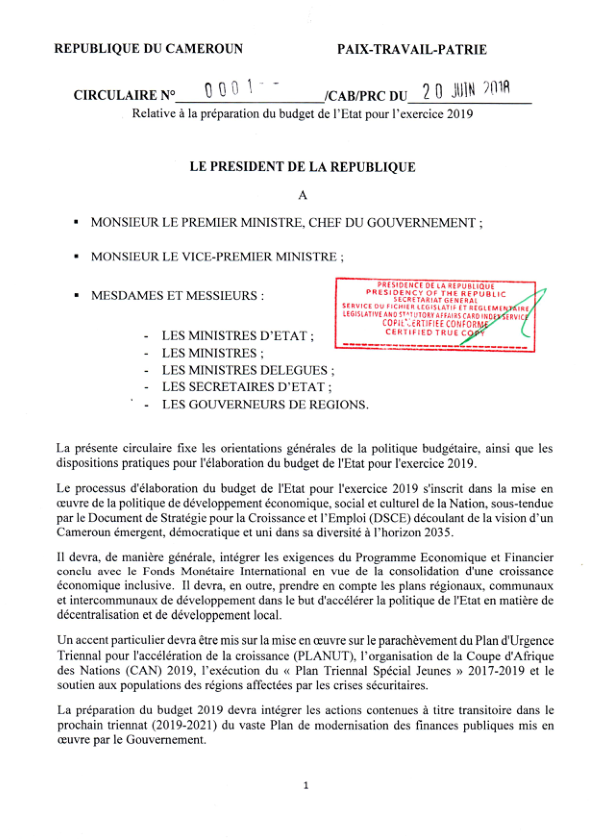 REPUBLIQUE DU CAMEROUN PAIX-TRAVAIL-PATRIE
CIRCULAIRE N° 0001-- /CAB/PRC DU 20 JUIN 2018
Relative à la préparation du budget de l'Etat pour l'exercice 2019
LE PRESIDENT DE LA REPUBLIQUE
A
▪ MONSIEUR LE PREMIER MINISTRE, CHEF DU GOUVERNEMENT ;
▪ MONSIEUR LE VICE-PREMIER MINISTRE ;
▪ MESDAMES ET MESSIEURS :
PRESIDENCE DE LA REPUBLIQUE
PRESIDENCY OF THE REPUBLIC
SECRETARIAT GENERAL
SERVICE DU FICHIER LEGISLATIF ET REGLEMENTAIRE
LEGISLATIVE AND STATUTORY AFFAIRS CARD INDEX SERVICE
COPIE CERTIFIEE CONFORME
CERTIFIED TRUE COPY
- LES MINISTRES D'ETAT ;
- LES MINISTRES ;
- LES MINISTRES DELEGUES ;
- LES SECRETAIRES D'ETAT ;
- LES GOUVERNEURS DE REGIONS.
La présente circulaire fixe les orientations générales de la politique budgétaire, ainsi que les
dispositions pratiques pour l'élaboration du budget de l'Etat pour l'exercice 2019.
Le processus d'élaboration du budget de l'Etat pour l'exercice 2019 s'inscrit dans la mise en
œuvre de la politique de développement économique, social et culturel de la Nation, sous-tendue
par le Document de Stratégie pour la Croissance et l'Emploi (DSCE) découlant de la vision d'un
Cameroun émergent, démocratique et uni dans sa diversité à l'horizon 2035.
Il devra, de manière générale, intégrer les exigences du Programme Economique et Financier
conclu avec le Fonds Monétaire International en vue de la consolidation d'une croissance
économique inclusive. Il devra, en outre, prendre en compte les plans régionaux, communaux
et intercommunaux de développement dans le but d'accélérer la politique de l'Etat en matière de
décentralisation et de développement local.
Un accent particulier devra être mis sur la mise en œuvre sur le parachèvement du Plan d'Urgence
Triennal pour l'accélération de la croissance (PLANUT), l'organisation de la Coupe d'Afrique
des Nations (CAN) 2019, l'exécution du « Plan Triennal Spécial Jeunes » 2017-2019 et le
soutien aux populations des régions affectées par les crises sécuritaires.
La préparation du budget 2019 devra intégrer les actions contenues à titre transitoire dans le
prochain triennat (2019-2021) du vaste Plan de modernisation des finances publiques mis en
œuvre par le Gouvernement.
1